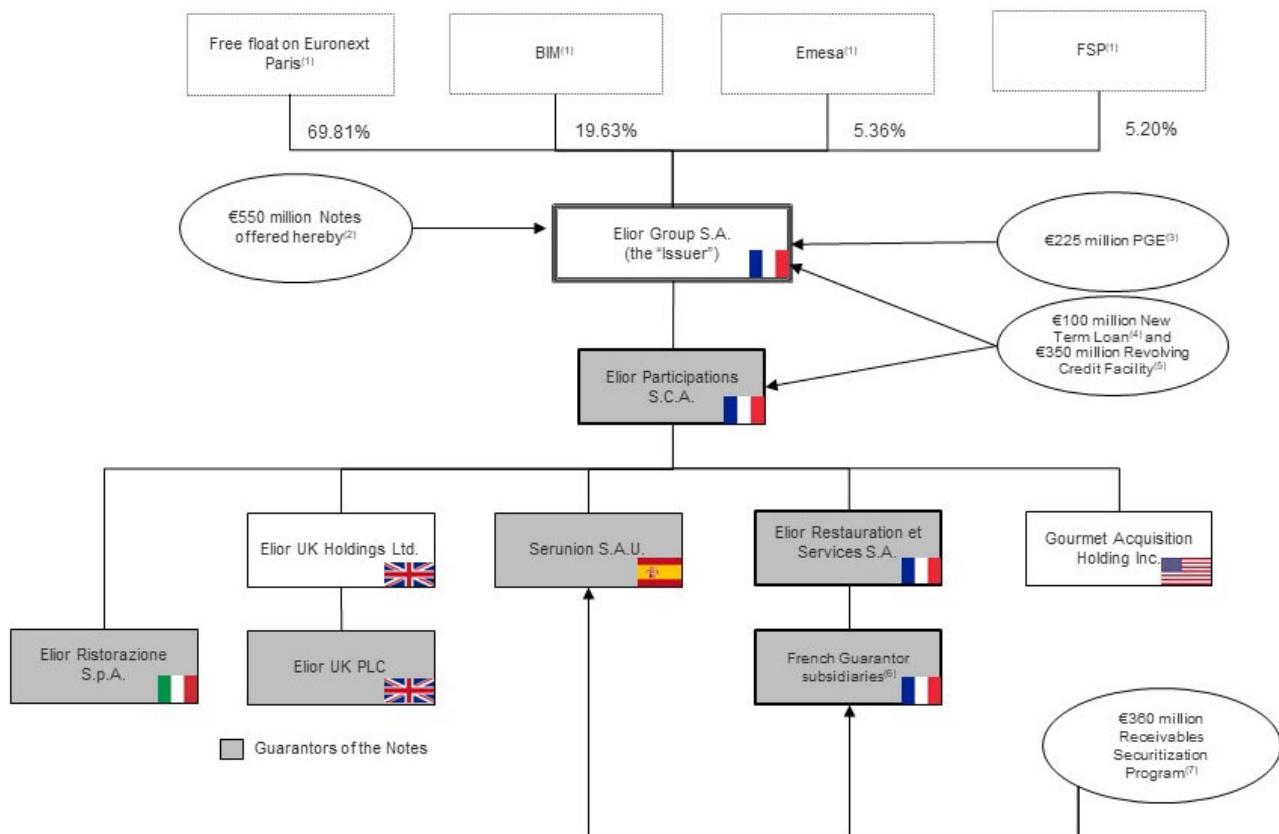 Free float on Euronext
Paris(1)
BIM(1)
Emesa(1)
FSP(1)
69.81%
19.63%
5.36%
5.20%
€550 million Notes
offered hereby(2)
Elior Group S.A.
(the “Issuer”)
€225 million PGE(3)
€100 million New
Term Loan(4) and
€350 million Revolving
Credit Facility(5)
Elior Participations
S.C.A.
Elior UK Holdings Ltd.
Serunion S.A.U.
Elior Restauration et
Services S.A.
Gourmet Acquisition
Holding Inc.
Elior Ristorazione
S.p.A.
Elior UK PLC
French Guarantor
subsidiaries(6)
€360 million
Receivables
Securitization
Program(7)
Guarantors of the Notes